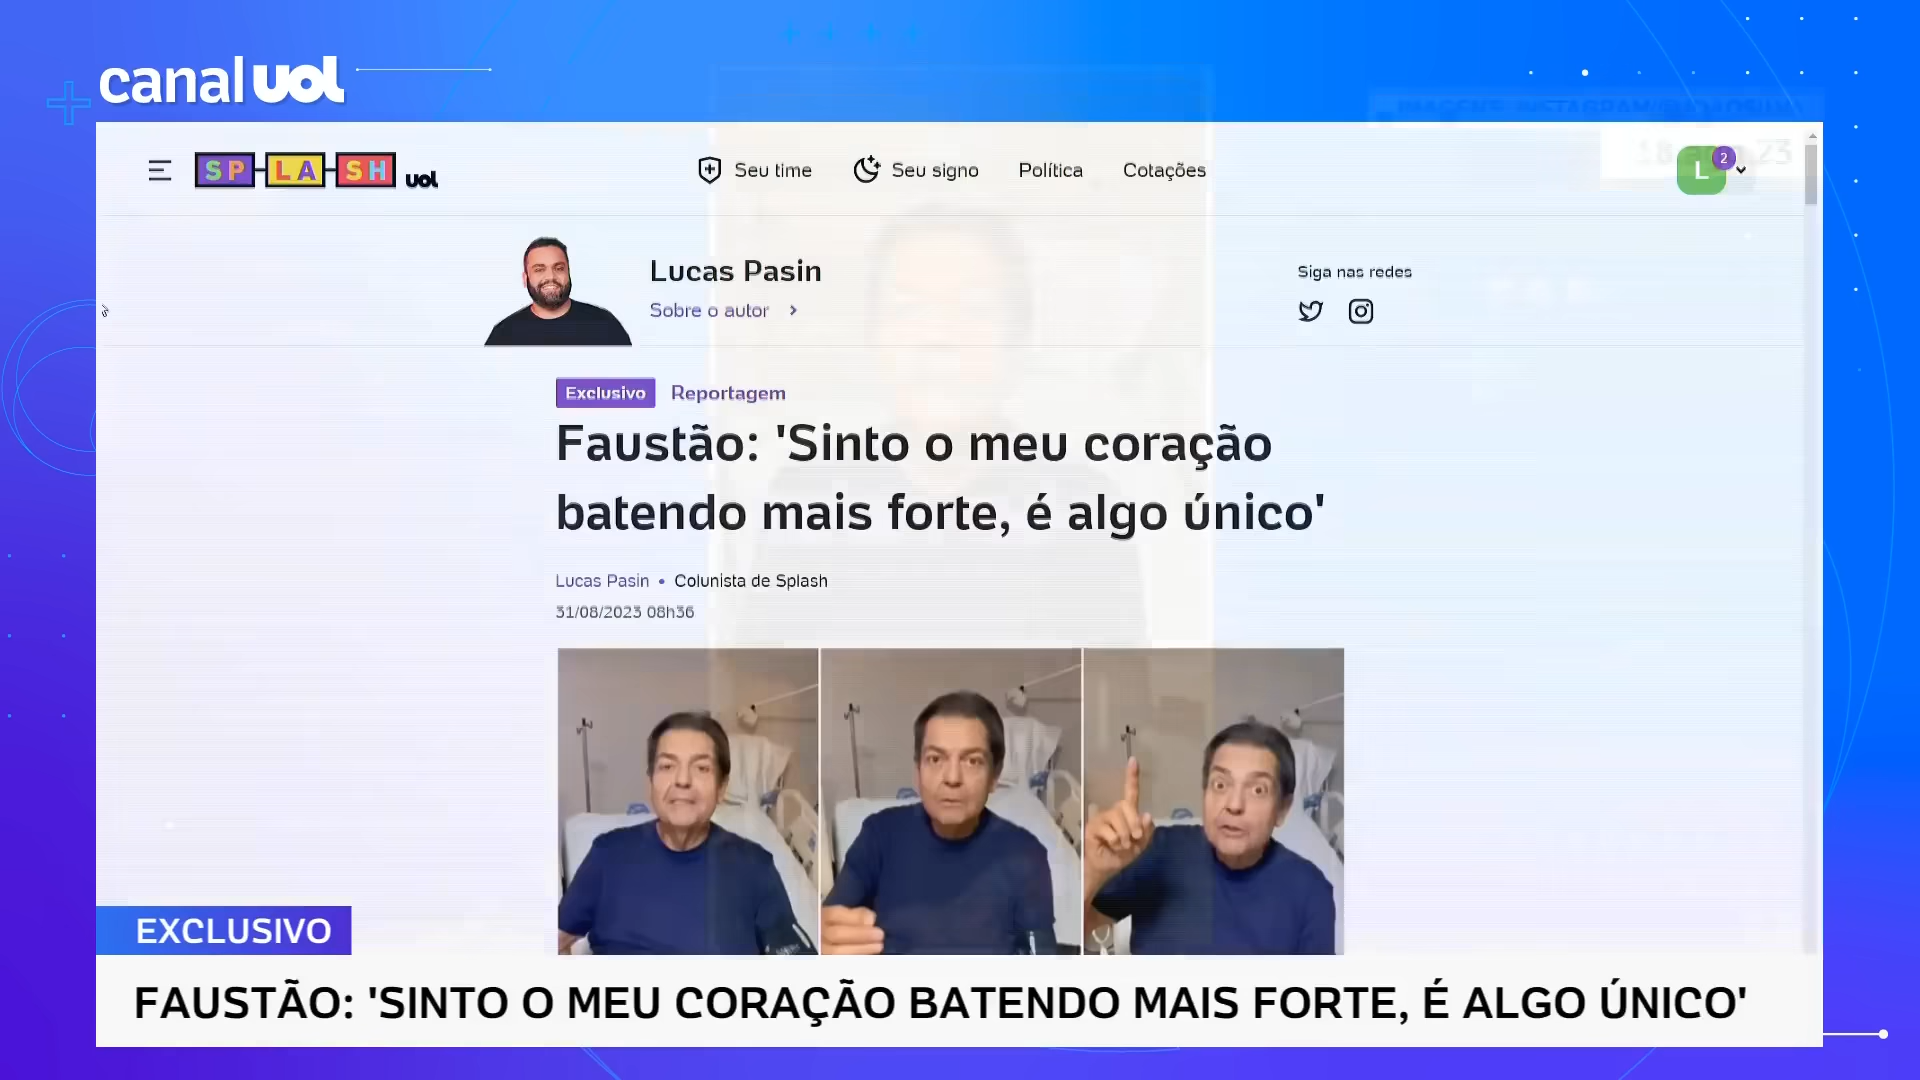 canal uol
SPLASH uol
Seu time
Seu signo
Política
Cotações
L
2
Lucas Pasin
Sobre o autor
Siga nas redes
Exclusivo
Reportagem
Faustão: 'Sinto o meu coração
batendo mais forte, é algo único'
Lucas Pasin • Colunista de Splash
31/08/2023 08h36
EXCLUSIVO
FAUSTÃO: 'SINTO O MEU CORAÇÃO BATENDO MAIS FORTE, É ALGO ÚNICO'